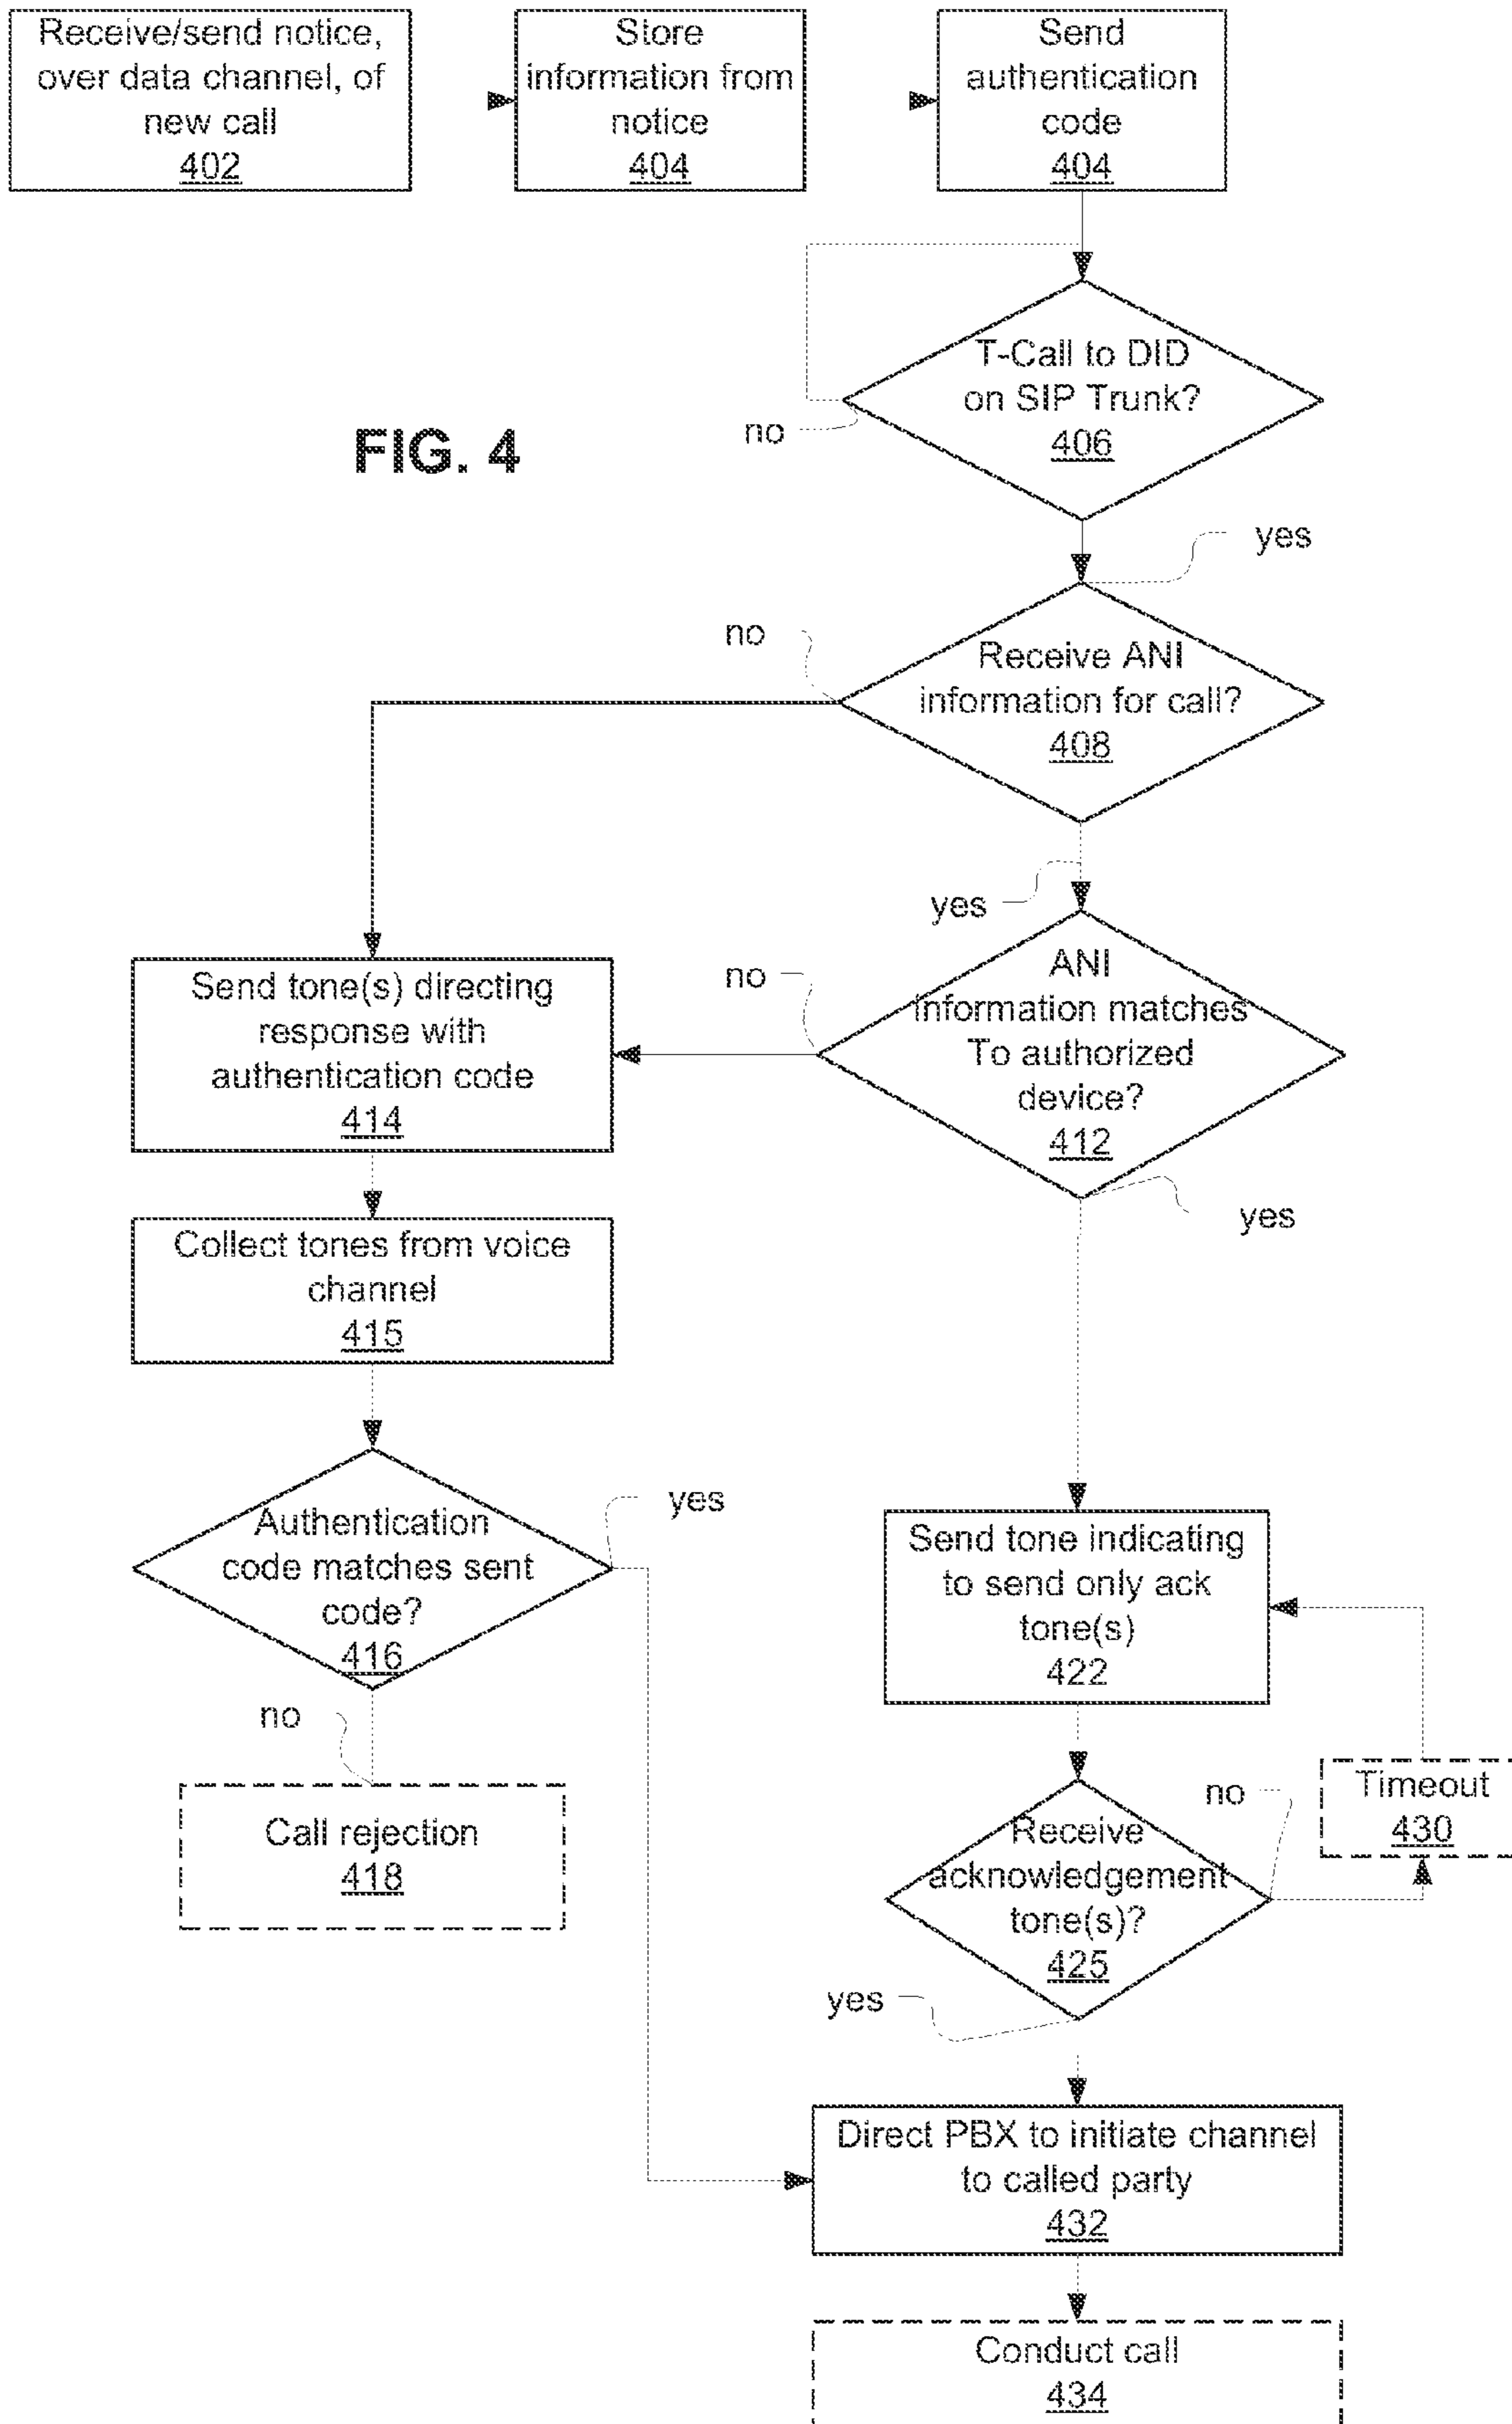 Receive/send notice,
over data channel, of
new call
402
Store
information from
notice
404
Send
authentication
code
404
T-Call to DID
on SIP Trunk?
406
no
FIG. 4
yes
no
Receive ANI
information for call?
408
yes
ANI
information matches
To authorized
device?
412
no
yes
Send tone(s) directing
response with
authentication code
414
Collect tones from voice
channel
415
Authentication
code matches sent
code?
416
yes
no
Call rejection
418
Send tone indicating
to send only ack
tone(s)
422
Receive
acknowledgement
tone(s)?
425
no
Timeout
430
yes
Direct PBX to initiate channel
to called party
432
Conduct call
434